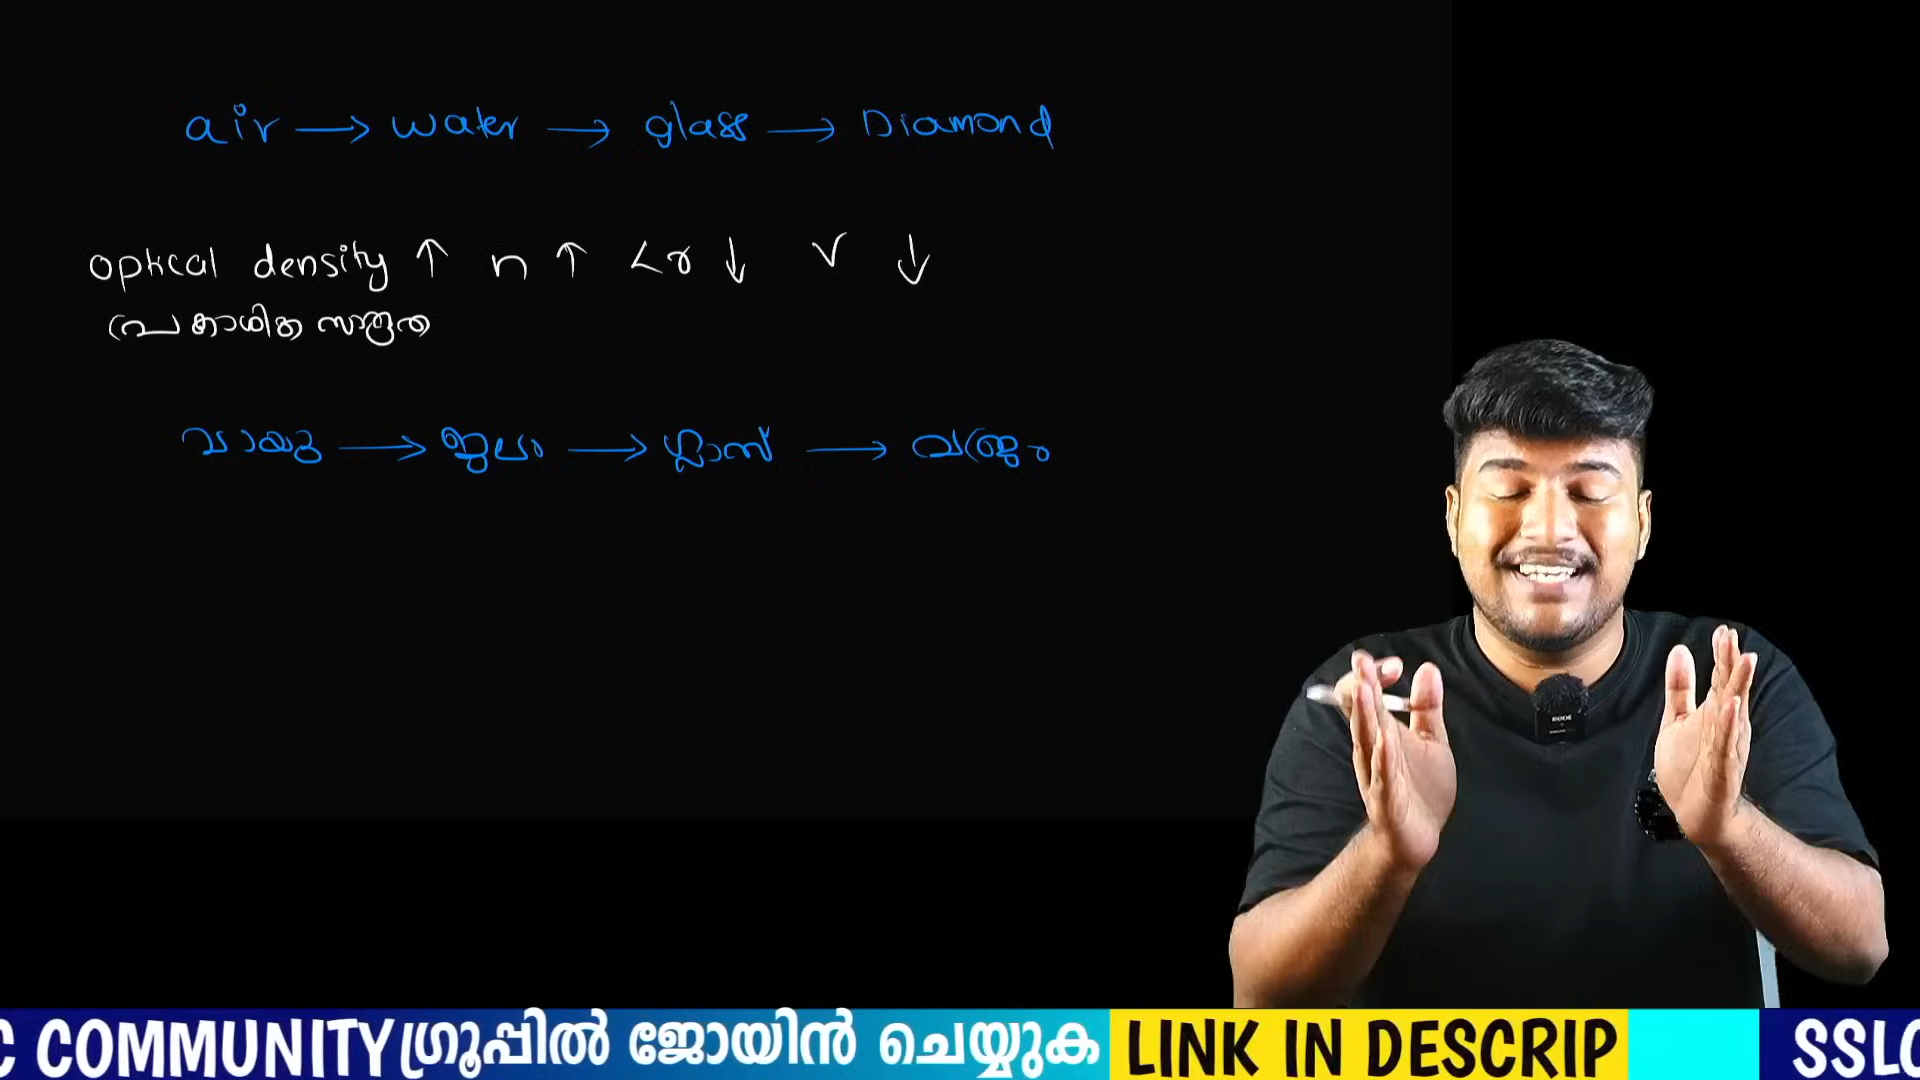 air → water → glass → Diamond
optical density ↑ n ↑ <r ↓ v ↓
പ്രകാശിക സാന്ദ്രത
വായു → ജലം → ഗ്ലാസ് → വജ്രം
C COMMUNITY ഗ്രൂപ്പിൽ ജോയിൻ ചെയ്യുക LINK IN DESCRIP SSLC